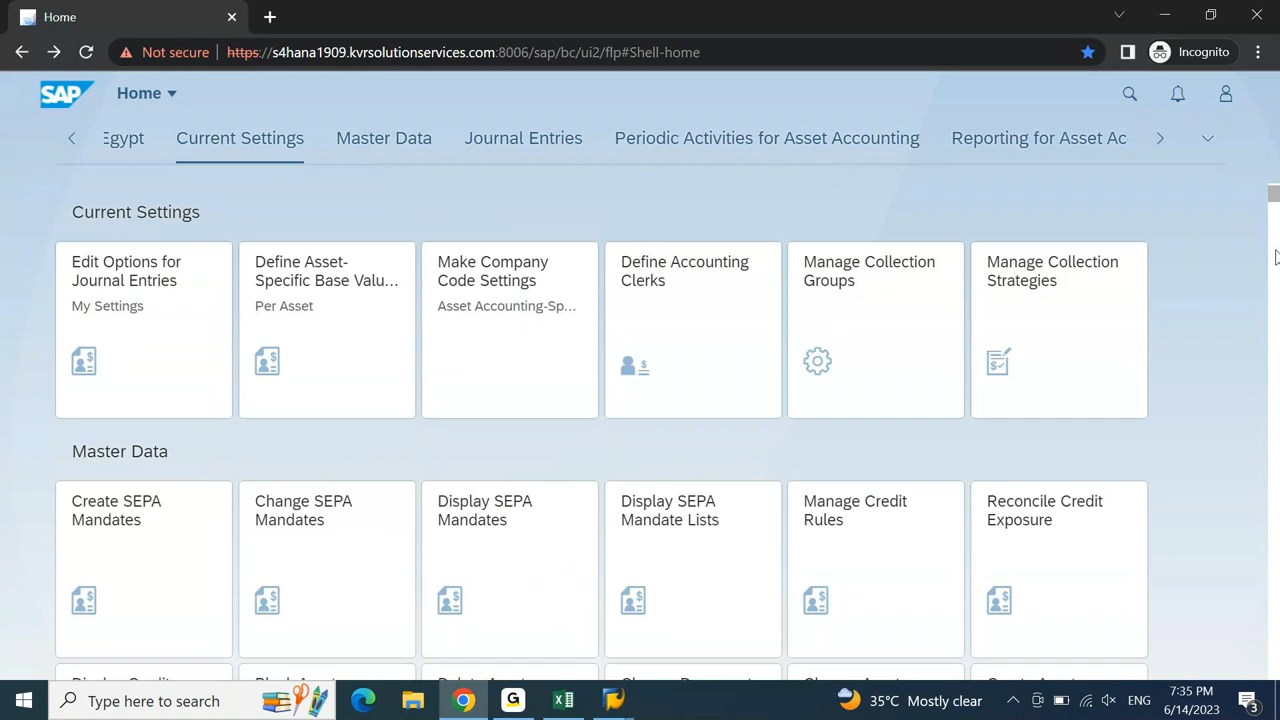 Home
Not secure
https://s4hana1909.kvrsolutionservices.com:8006/sap/bc/ui2/flp#Shell-home
Incognito
SAP
Home
Egypt
Current Settings
Master Data
Journal Entries
Periodic Activities for Asset Accounting
Reporting for Asset Ac
Current Settings
Edit Options for
Journal Entries
My Settings
Define Asset-
Specific Base Valu...
Per Asset
Make Company
Code Settings
Asset Accounting-Sp...
Define Accounting
Clerks
Manage Collection
Groups
Manage Collection
Strategies
Master Data
Create SEPA
Mandates
Change SEPA
Mandates
Display SEPA
Mandates
Display SEPA
Mandate Lists
Manage Credit
Rules
Reconcile Credit
Exposure
Type here to search
35°C Mostly clear
ENG
7:35 PM
6/14/2023
3